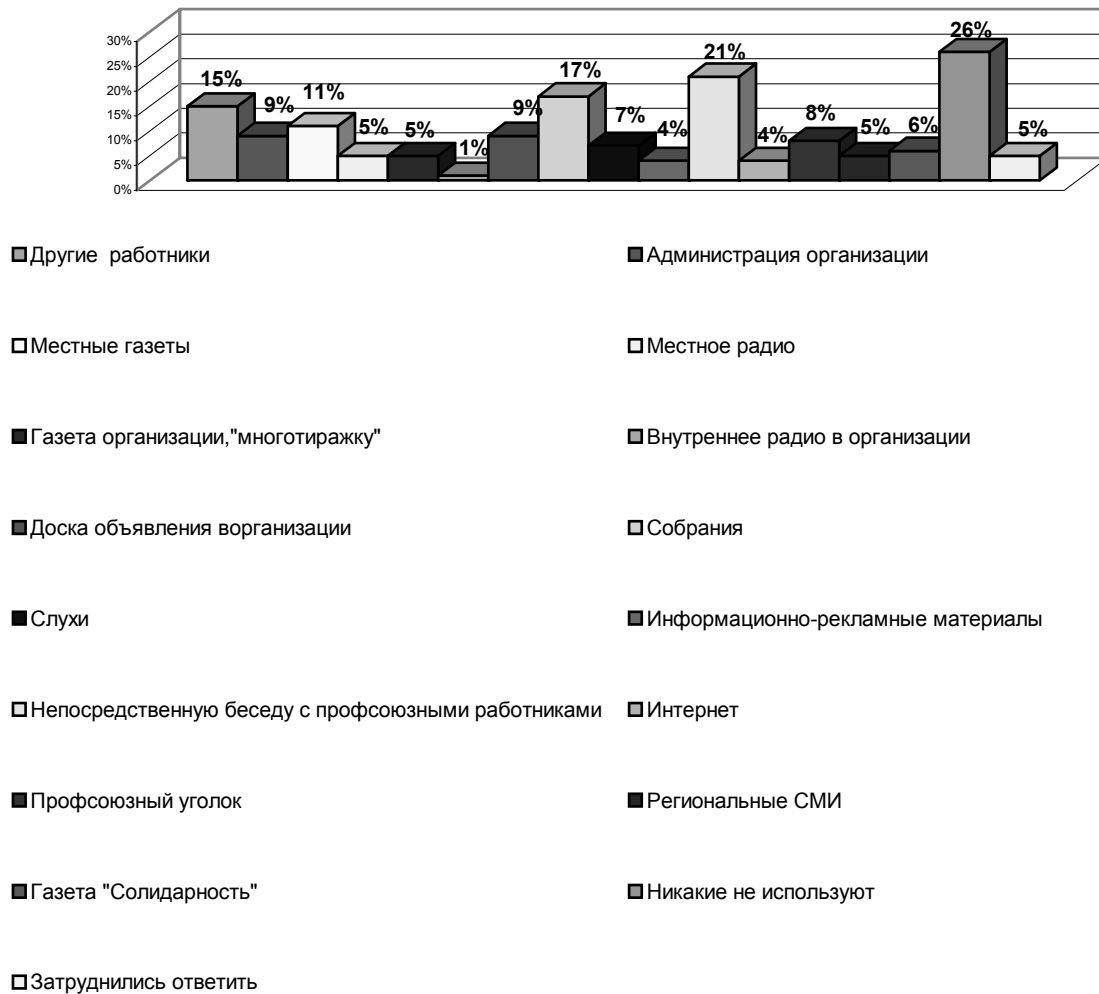 30%
25%
20%
15%
10%
5%
0%
15%
9%
11%
5%
5%
1%
9%
17%
7%
4%
21%
4%
8%
5%
6%
26%
5%
Другие работники
Администрация организации
Местные газеты
Местное радио
Газета организации,"многотиражку"
Внутреннее радио в организации
Доска объявления ворганизации
Собрания
Слухи
Информационно-рекламные материалы
Непосредственную беседу с профсоюзными работниками
Интернет
Профсоюзный уголок
Региональные СМИ
Газета "Солидарность"
Никакие не используют
Затруднились ответить